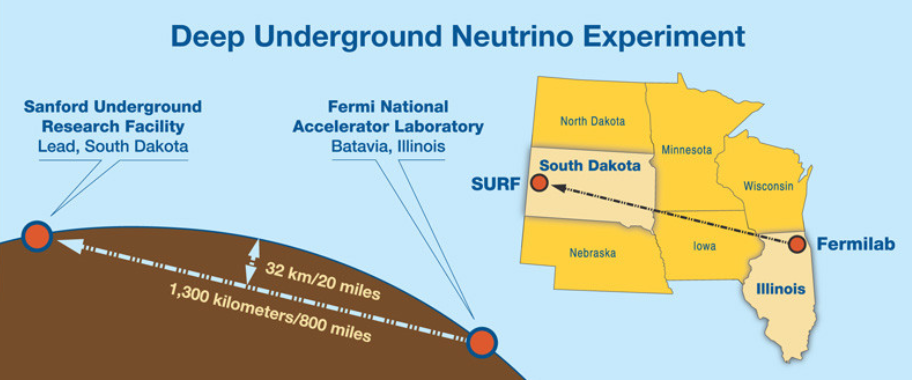 Deep Underground Neutrino Experiment
Sanford Underground
Research Facility
Lead, South Dakota
Fermi National
Accelerator Laboratory
Batavia, Illinois
32 km/20 miles
1,300 kilometers/800 miles
North Dakota
Minnesota
South Dakota
SURF
Wisconsin
Nebraska
Iowa
Fermilab
Illinois